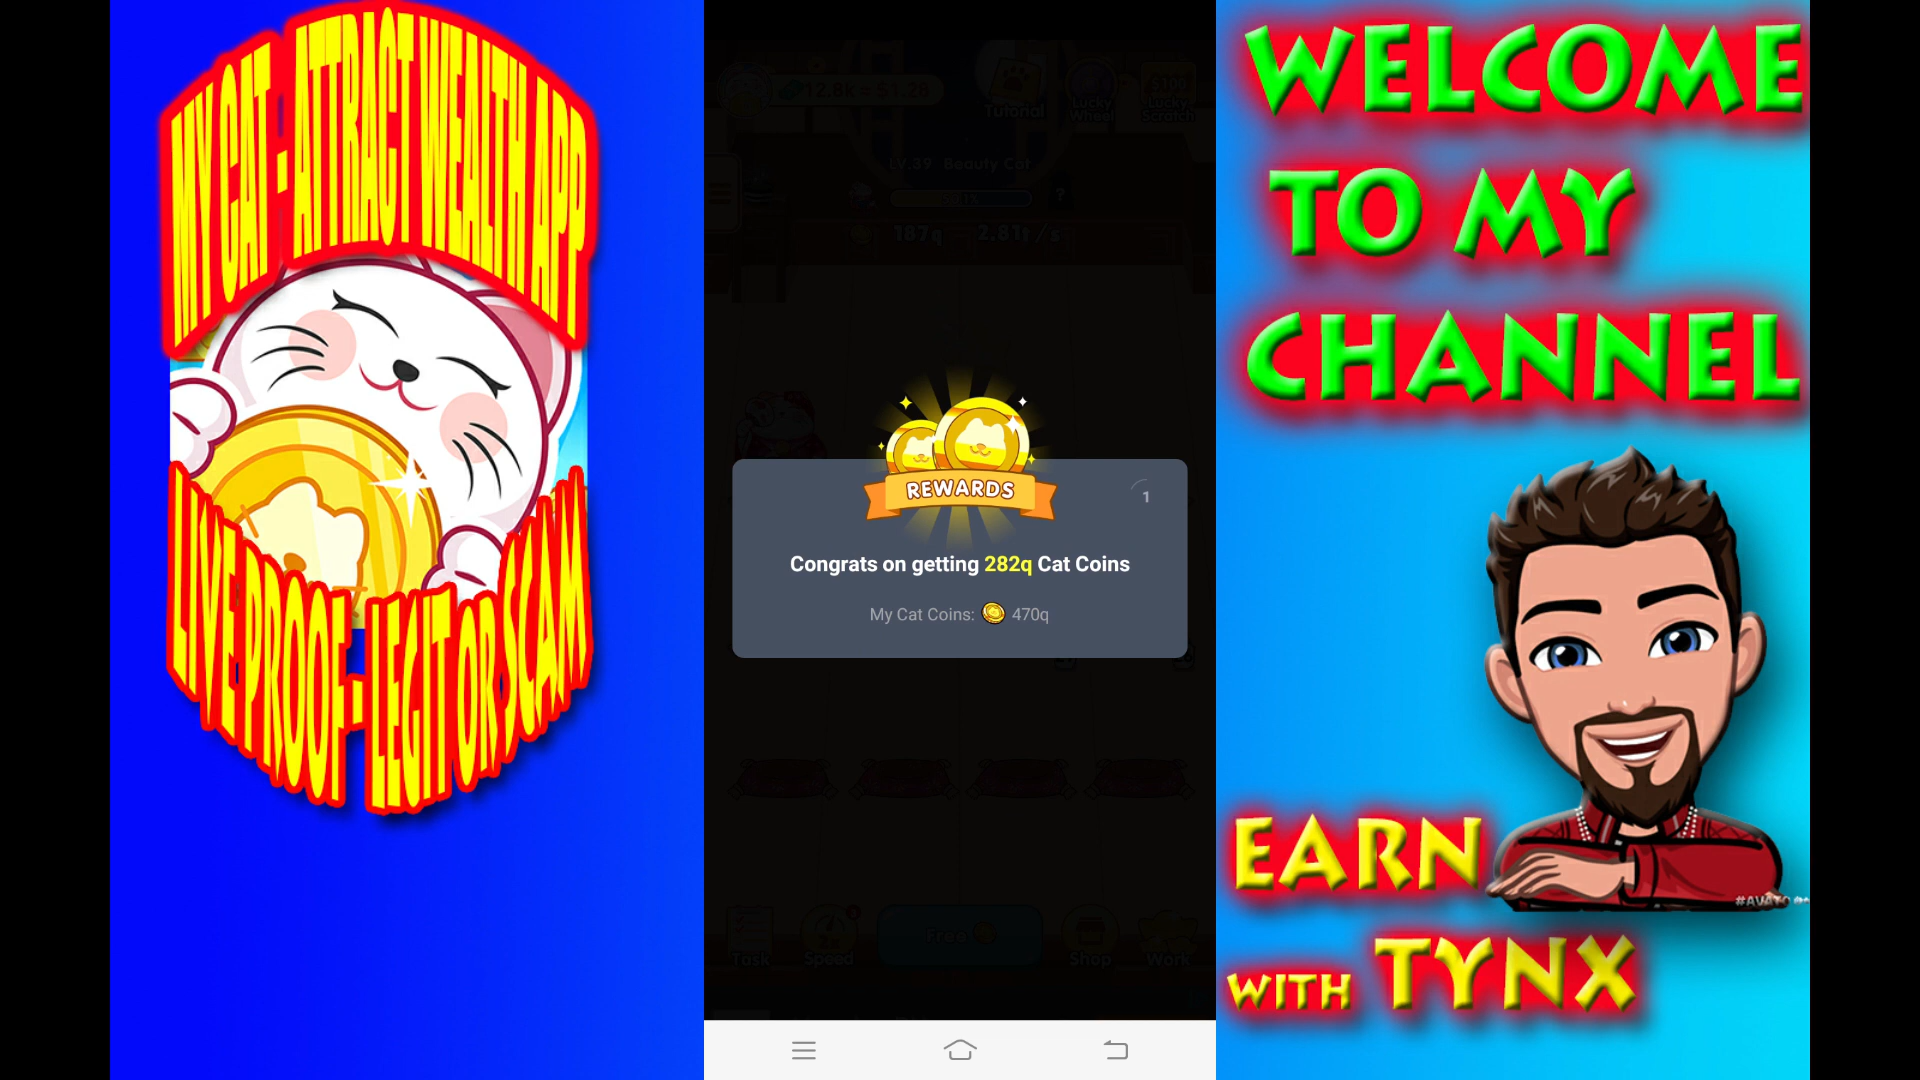 MY CAT - ATTRACT WEALTH APP
LIVE PROOF - LEGIT OR SCAM
Tutorial
Lucky
Wheel
$100
Lucky
Scratch
LV.39 Beauty Cat
?
187q
REWARDS
1
Congrats on getting 282q Cat Coins
My Cat Coins: 470q
Free
Task
Speed
Shop
Work
WELCOME
TO MY
CHANNEL
EARN
WITH TYNX